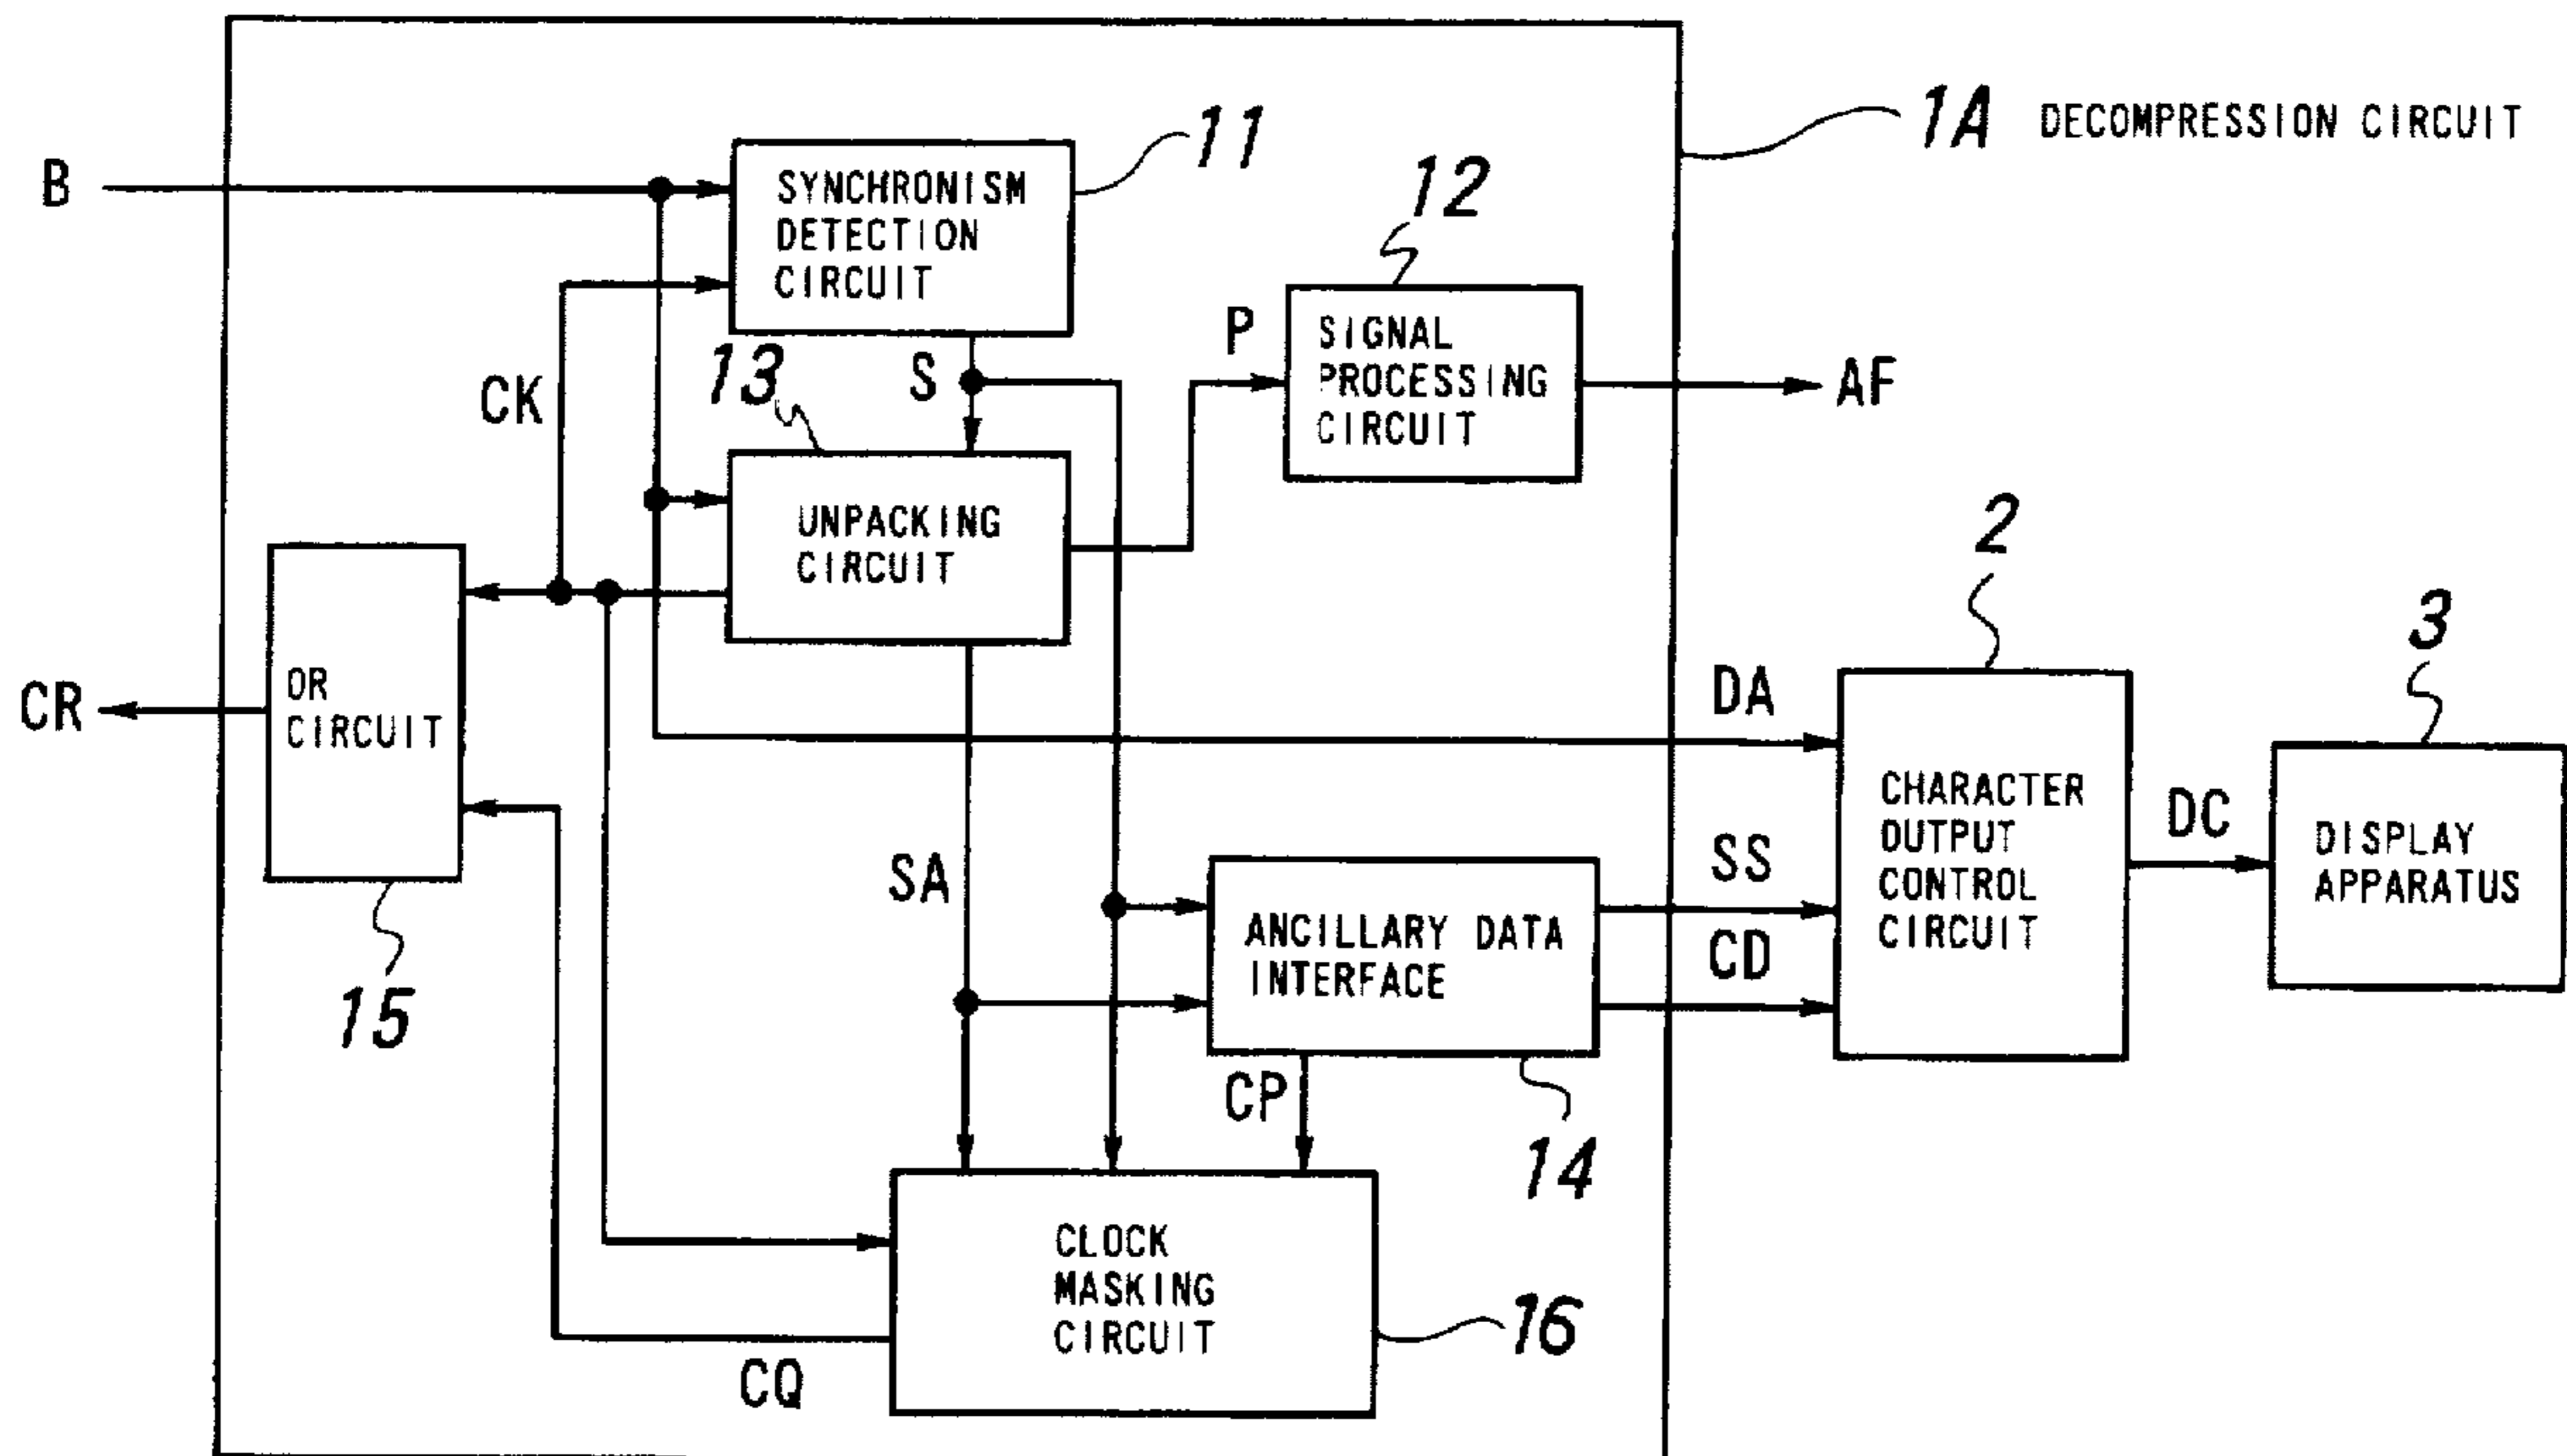 1A DECOMPRESSION CIRCUIT
B
SYNCHRONISM
DETECTION
CIRCUIT
11
12
CK
13
S
P
SIGNAL
PROCESSING
CIRCUIT
AF
UNPACKING
CIRCUIT
2
3
OR
CIRCUIT
CR
DA
CHARACTER
OUTPUT
CONTROL
CIRCUIT
DC
DISPLAY
APPARATUS
SA
SS
ANCILLARY DATA
INTERFACE
CD
15
CP
14
CLOCK
MASKING
CIRCUIT
16
CQ